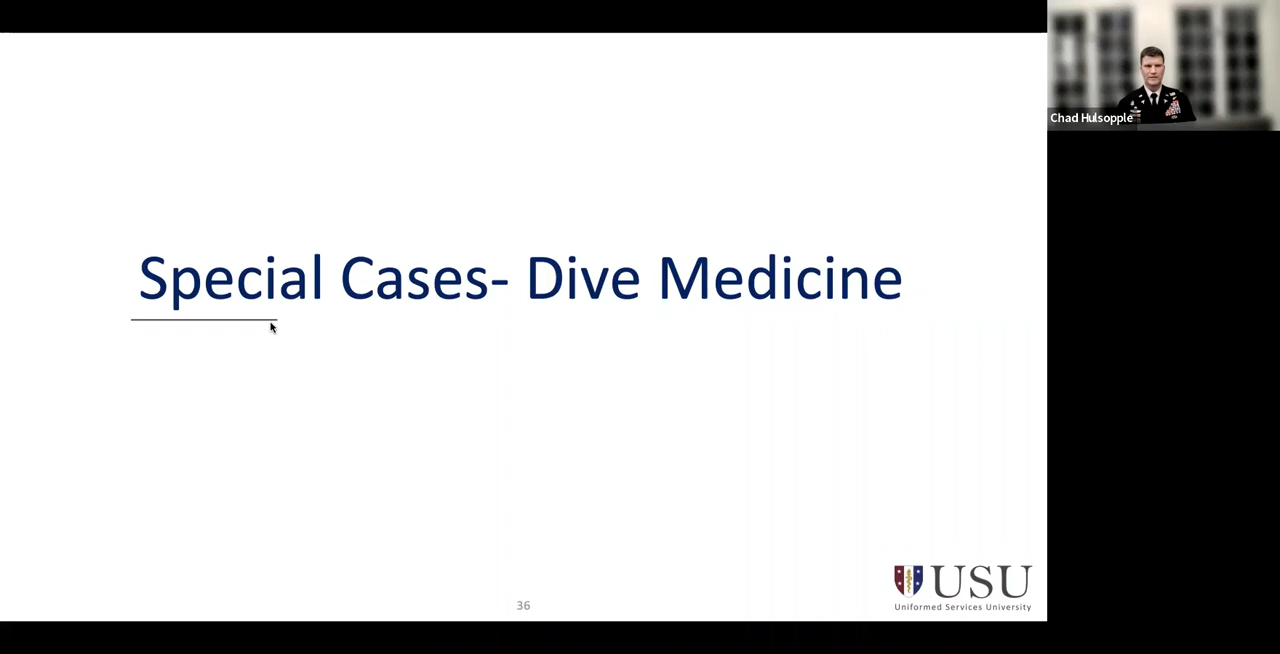 Chad Hulsopple
Special Cases- Dive Medicine
36
USU
Uniformed Services University